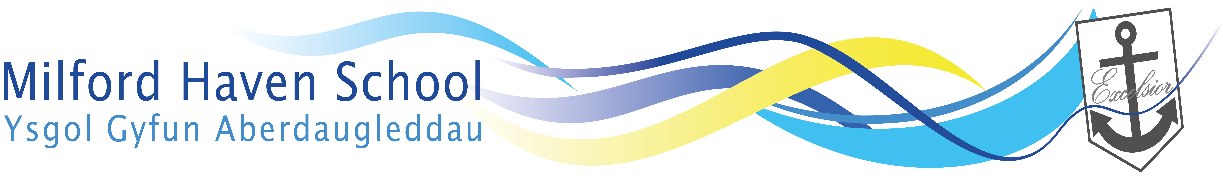 Milford Haven School
Ysgol Gyfun Aberdaugleddau
Excelsior